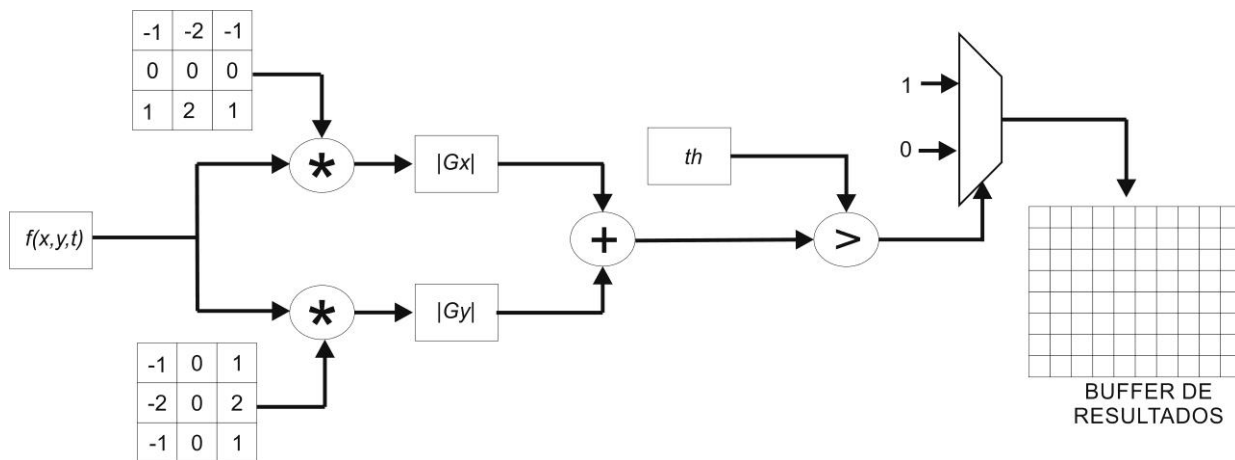 -1 -2 -1
0 0 0
1 2 1
f(x,y,t)
*
|Gx|
*
|Gy|
-1 0 1
-2 0 2
-1 0 1
+
th
>
1
0
BUFFER DE
RESULTADOS